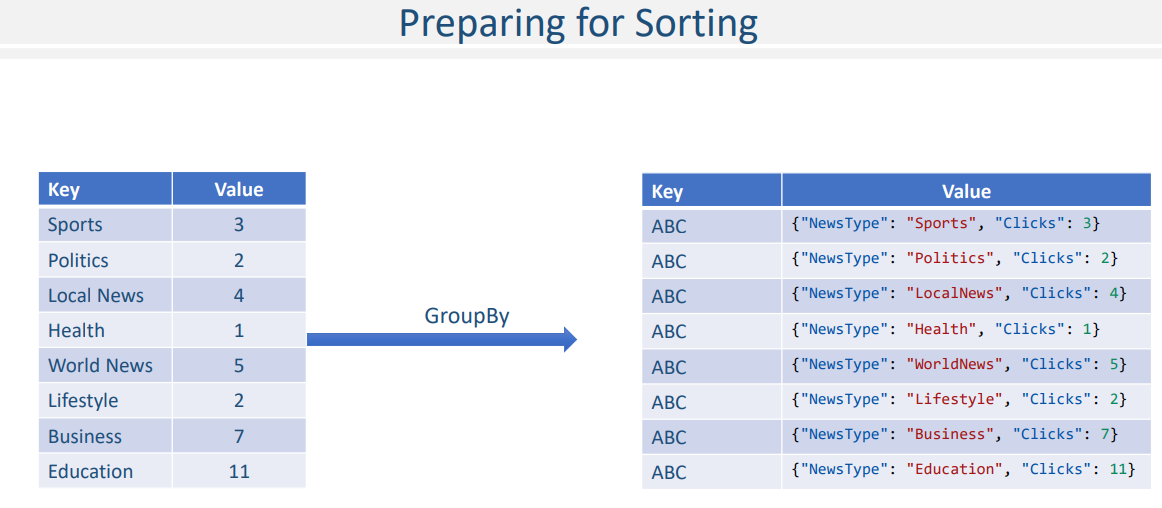 Preparing for Sorting
Key Value
Sports 3
Politics 2
Local News 4
Health 1
World News 5
Lifestyle 2
Business 7
Education 11
GroupBy
Key Value
ABC {"NewsType": "Sports", "Clicks": 3}
ABC {"NewsType": "Politics", "Clicks": 2}
ABC {"NewsType": "LocalNews", "Clicks": 4}
ABC {"NewsType": "Health", "Clicks": 1}
ABC {"NewsType": "WorldNews", "Clicks": 5}
ABC {"NewsType": "Lifestyle", "Clicks": 2}
ABC {"NewsType": "Business", "Clicks": 7}
ABC {"NewsType": "Education", "Clicks": 11}